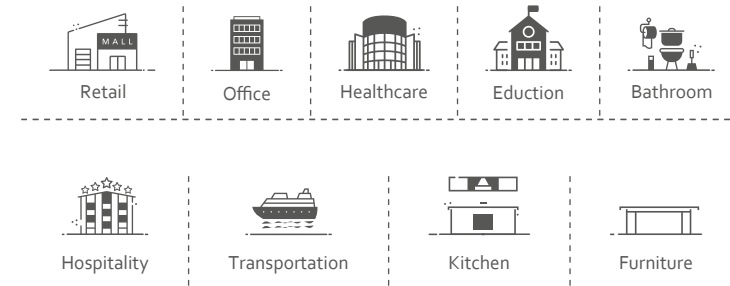 MALL
Retail
Office
Healthcare
Eduction
Bathroom
Hospitality
Transportation
Kitchen
Furniture